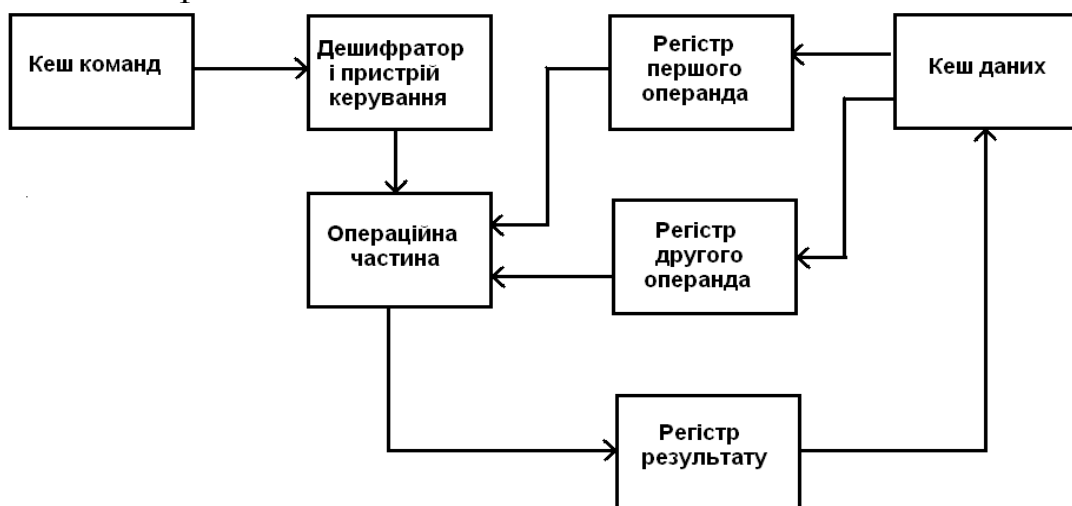 Кеш команд
Дешифратор
і пристрій
керування
Регістр
першого
операнда
Кеш даних
Операційна
частина
Регістр
другого
операнда
Регістр
результату